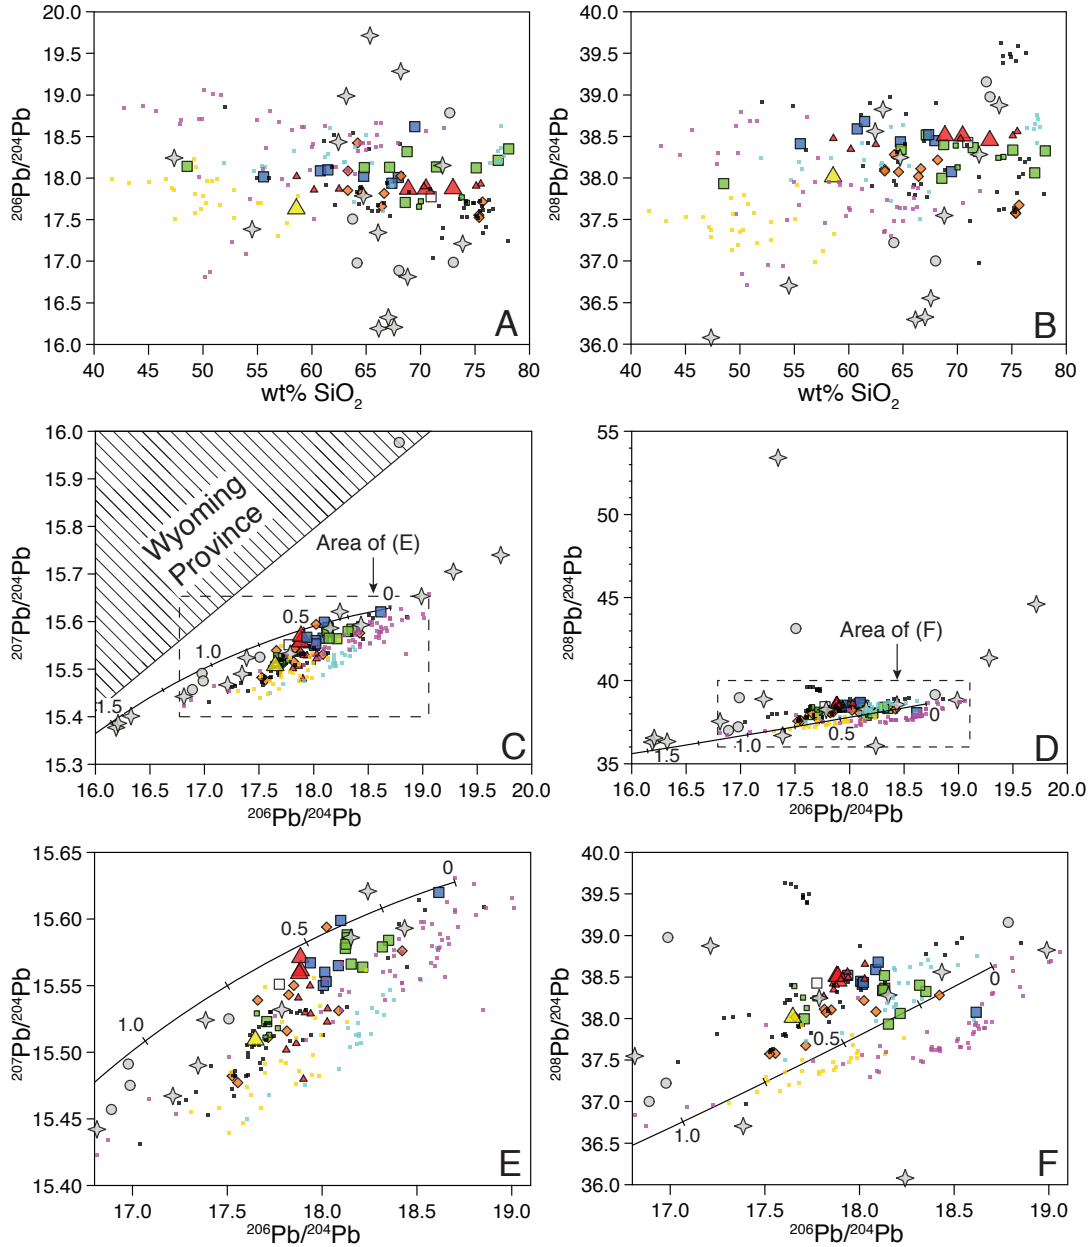 20.0
19.5
19.0
18.5
18.0
17.5
17.0
16.5
16.0
206Pb/204Pb
40 45 50 55 60 65 70 75 80
wt% SiO2
A
40.0
39.5
39.0
38.5
38.0
37.5
37.0
36.5
36.0
208Pb/204Pb
40 45 50 55 60 65 70 75 80
wt% SiO2
B
16.0
15.9
15.8
15.7
15.6
15.5
15.4
15.3
207Pb/204Pb
Wyoming
Province
Area of (E)
0
0.5
1.0
1.5
16.0 16.5 17.0 17.5 18.0 18.5 19.0 19.5 20.0
206Pb/204Pb
C
55
50
45
40
35
208Pb/204Pb
Area of (F)
0
0.5
1.0
1.5
16.0 16.5 17.0 17.5 18.0 18.5 19.0 19.5 20.0
206Pb/204Pb
D
15.65
15.60
15.55
15.50
15.45
15.40
207Pb/204Pb
0
0.5
1.0
17.0 17.5 18.0 18.5 19.0
206Pb/204Pb
E
40.0
39.5
39.0
38.5
38.0
37.5
37.0
36.5
36.0
208Pb/204Pb
0
0.5
1.0
17.0 17.5 18.0 18.5 19.0
206Pb/204Pb
F